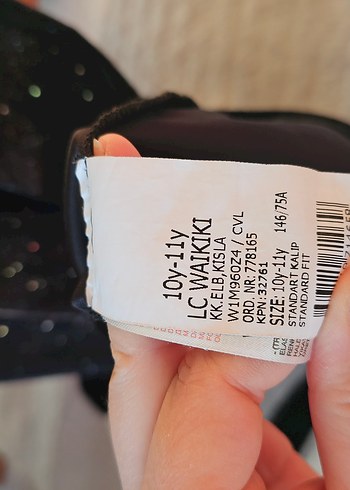 10y-11y
LC WAIKIKI
KK.ELB.KISLA
W1M960Z4 / CVL
ORD. NR: 778165
KPN: 32761
SIZE: 10y-11y 146/75A
STANDART KALIP
STANDARD FIT